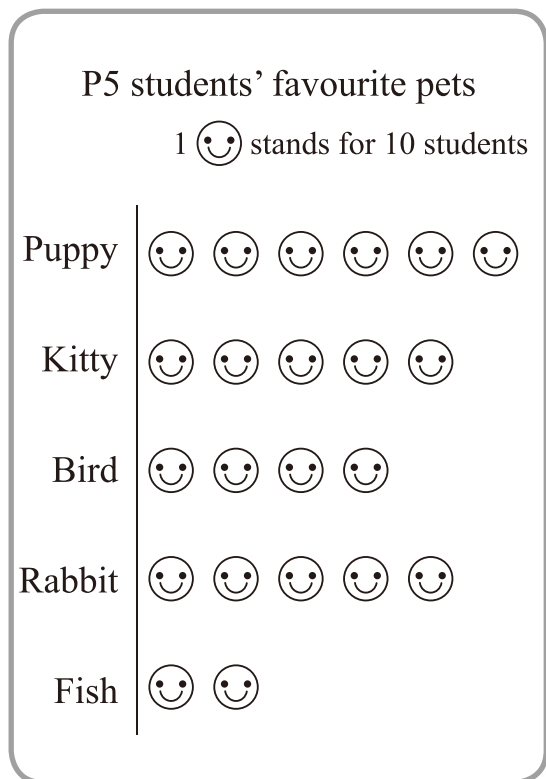 P5 students’ favourite pets
1 stands for 10 students
Puppy
Kitty
Bird
Rabbit
Fish